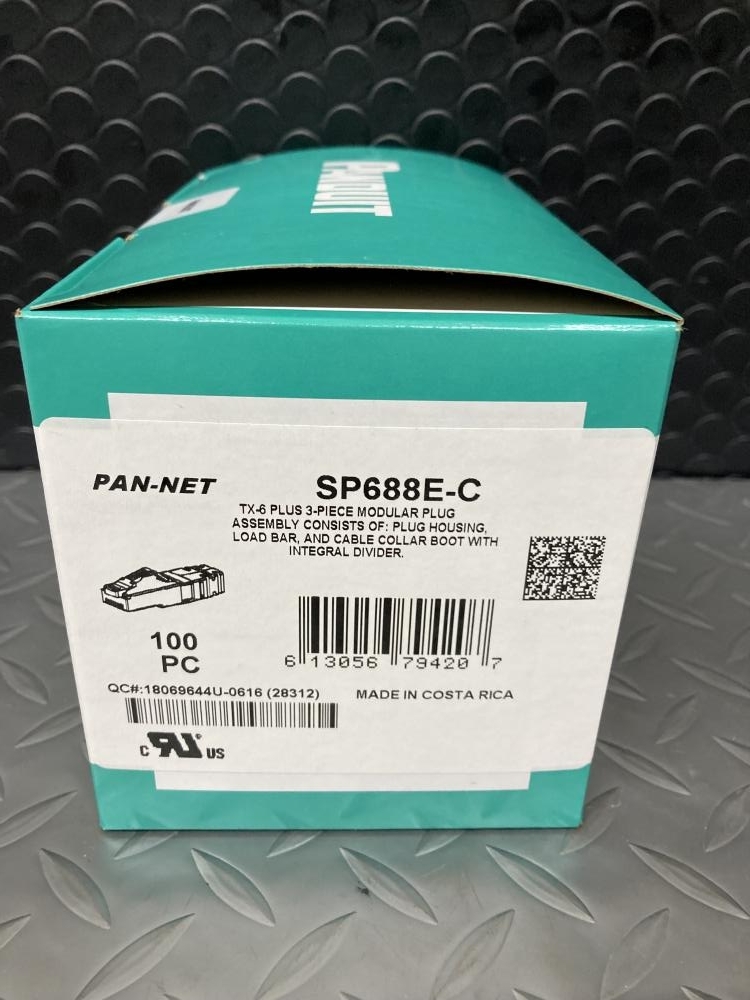 PANDUIT
PAN-NET
SP688E-C
TX-6 PLUS 3-PIECE MODULAR PLUG
ASSEMBLY CONSISTS OF: PLUG HOUSING,
LOAD BAR, AND CABLE COLLAR BOOT WITH
INTEGRAL DIVIDER.
100
PC
6 13056 79420 7
QC#:18069644U-0616 (28312)
MADE IN COSTA RICA
C RU US